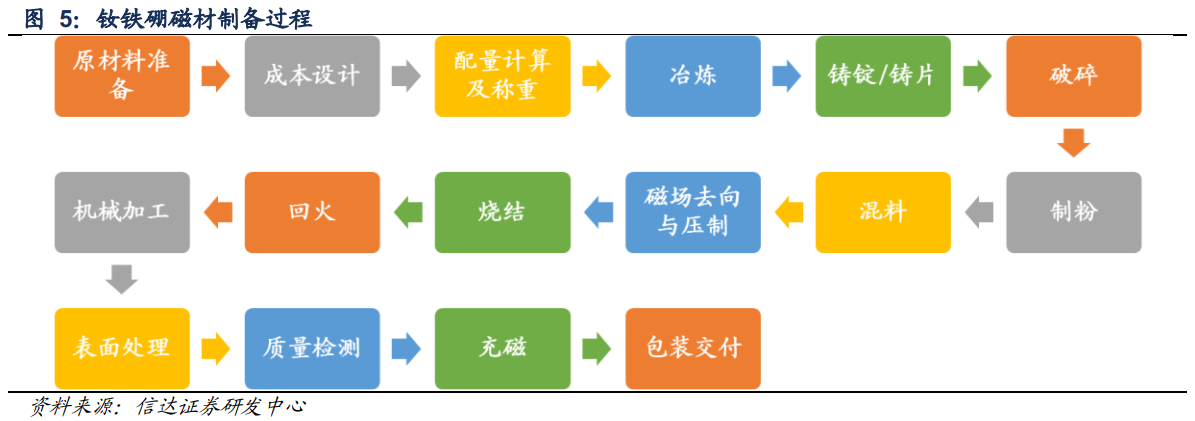 图 5：钕铁硼磁材制备过程
原材料准
备
成本设计
配量计算
及称重
冶炼
铸锭/铸片
破碎
制粉
混料
磁场去向
与压制
烧结
回火
机械加工
表面处理
质量检测
充磁
包装交付
资料来源：信达证券研发中心